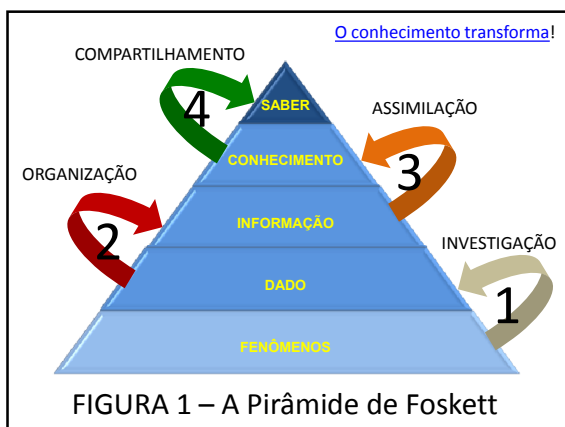 O conhecimento transforma!
COMPARTILHAMENTO
4
SABER
ASSIMILAÇÃO
CONHECIMENTO
3
ORGANIZAÇÃO
2
INFORMAÇÃO
INVESTIGAÇÃO
DADO
1
FENÔMENOS
FIGURA 1 – A Pirâmide de Foskett